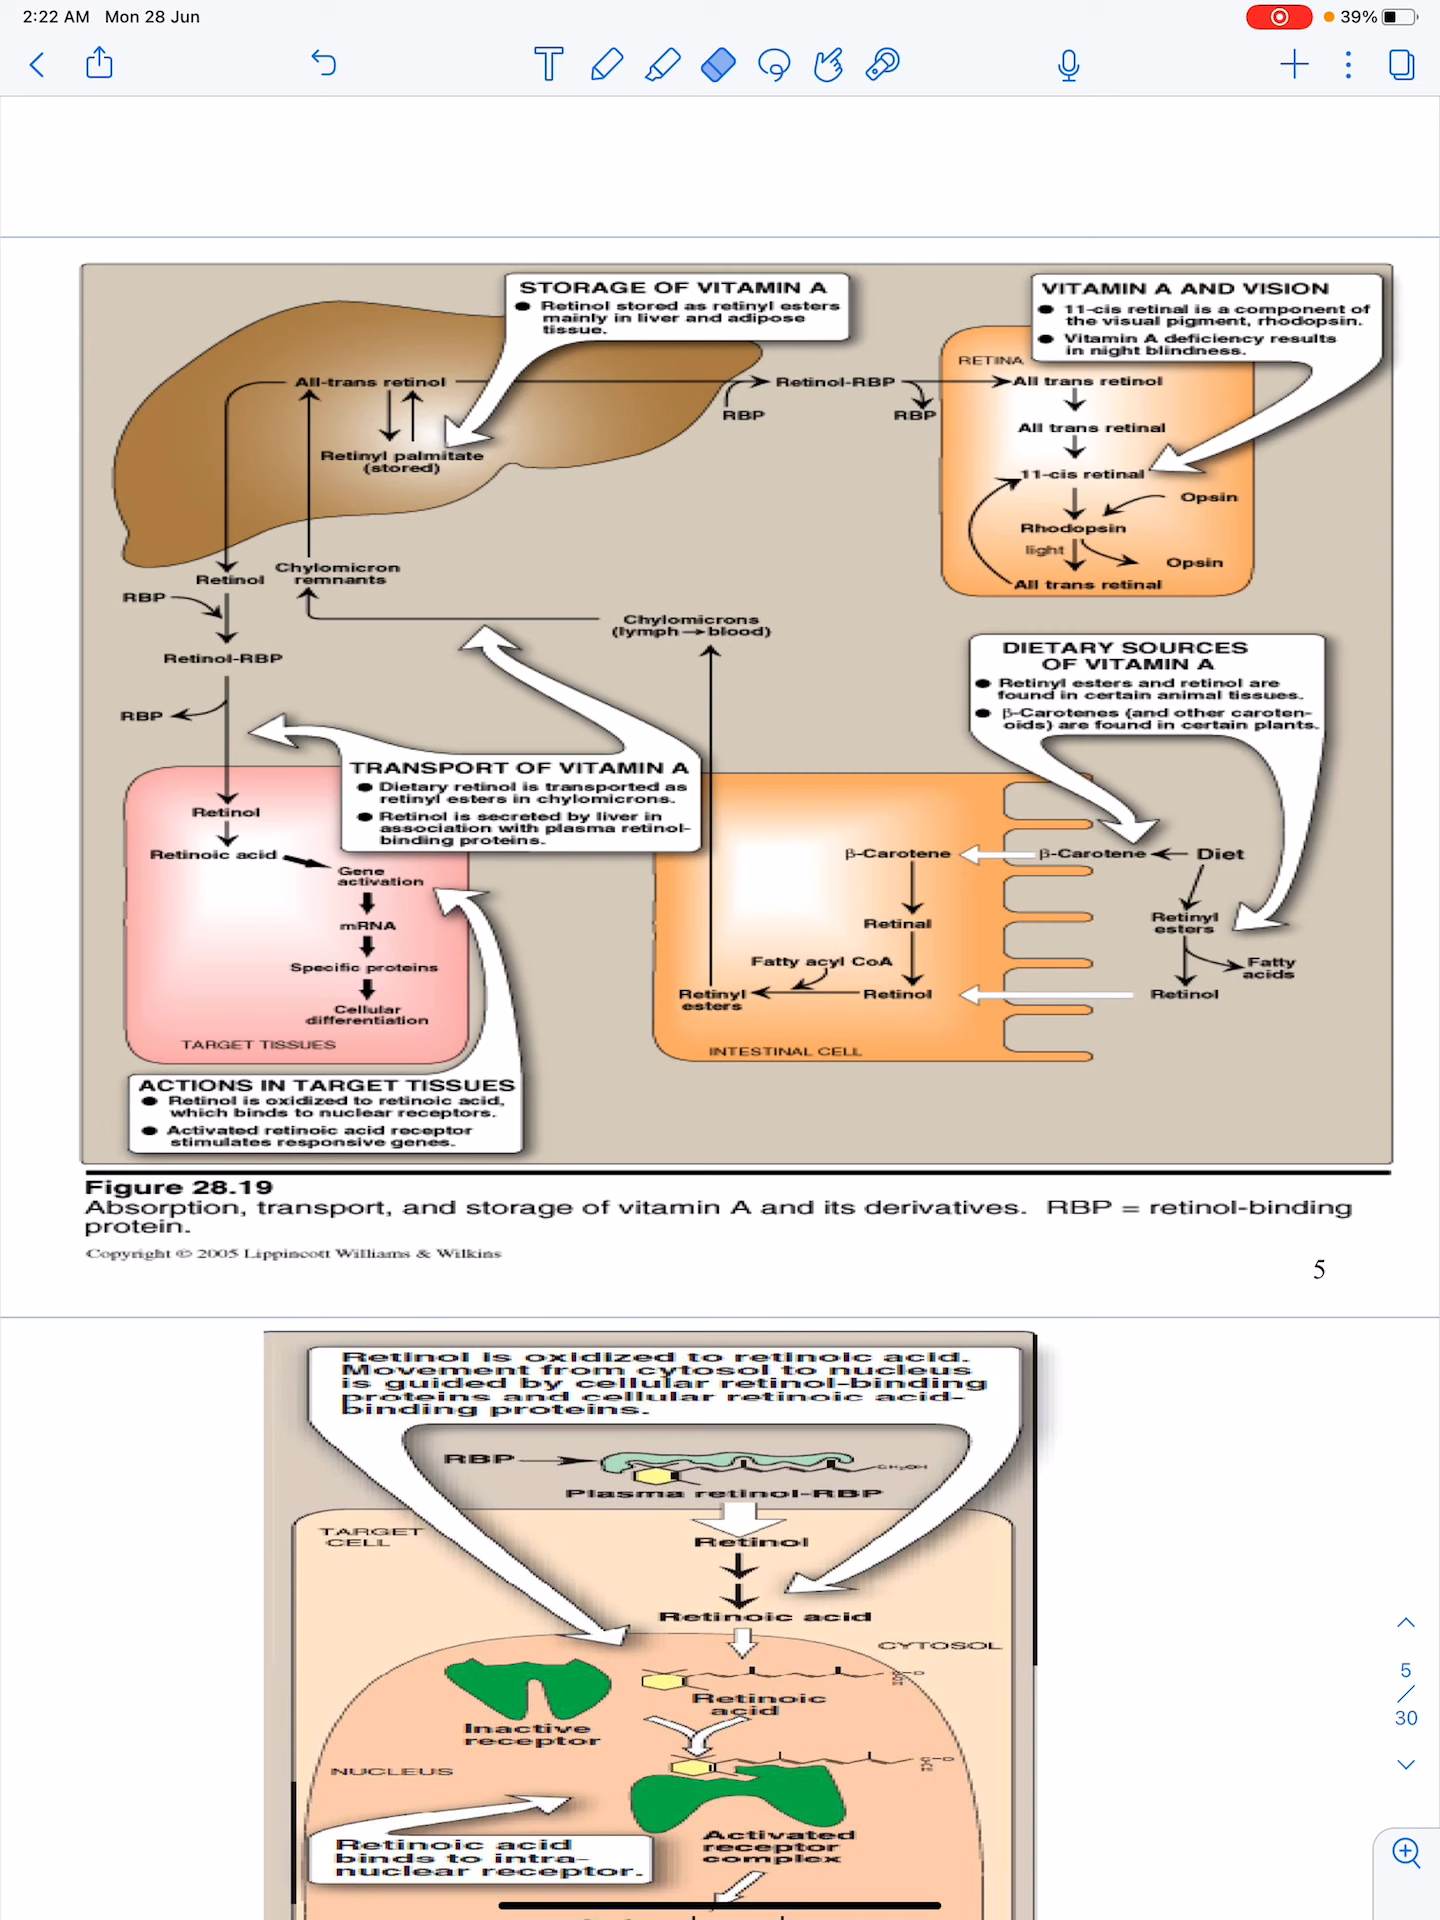 2:22 AM Mon 28 Jun
39%
STORAGE OF VITAMIN A
● Retinol stored as retinyl esters
mainly in liver and adipose
tissue.
VITAMIN A AND VISION
● 11-cis retinal is a component of
the visual pigment, rhodopsin.
● Vitamin A deficiency results
in night blindness.
RETINA
All-trans retinol
Retinyl palmitate
(stored)
Retinol-RBP
RBP
RBP
All trans retinol
All trans retinal
11-cis retinal
Opsin
Rhodopsin
light
Opsin
All trans retinal
Retinol
Chylomicron
remnants
RBP
Retinol-RBP
RBP
Chylomicrons
(lymph→blood)
DIETARY SOURCES
OF VITAMIN A
● Retinyl esters and retinol are
found in certain animal tissues.
● β-Carotenes (and other caroten-
oids) are found in certain plants.
TRANSPORT OF VITAMIN A
● Dietary retinol is transported as
retinyl esters in chylomicrons.
● Retinol is secreted by liver in
association with plasma retinol-
binding proteins.
Retinol
Retinoic acid
Gene
activation
mRNA
Specific proteins
Cellular
differentiation
TARGET TISSUES
β-Carotene
β-Carotene
Diet
Retinal
Retinyl
esters
Fatty acyl CoA
Fatty
acids
Retinyl
esters
Retinol
Retinol
INTESTINAL CELL
ACTIONS IN TARGET TISSUES
● Retinol is oxidized to retinoic acid,
which binds to nuclear receptors.
● Activated retinoic acid receptor
stimulates responsive genes.
Figure 28.19
Absorption, transport, and storage of vitamin A and its derivatives. RBP = retinol-binding
protein.
Copyright © 2005 Lippincott Williams & Wilkins
5
Retinol is oxidized to retinoic acid.
Movement from cytosol to nucleus
is guided by cellular retinol-binding
proteins and cellular retinoic acid-
binding proteins.
RBP
CH₂OH
Plasma retinol-RBP
TARGET
CELL
Retinol
Retinoic acid
CYTOSOL
Retinoic
acid
Inactive
receptor
NUCLEUS
Activated
receptor
complex
Retinoic acid
binds to intra-
nuclear receptor.
5
/
30